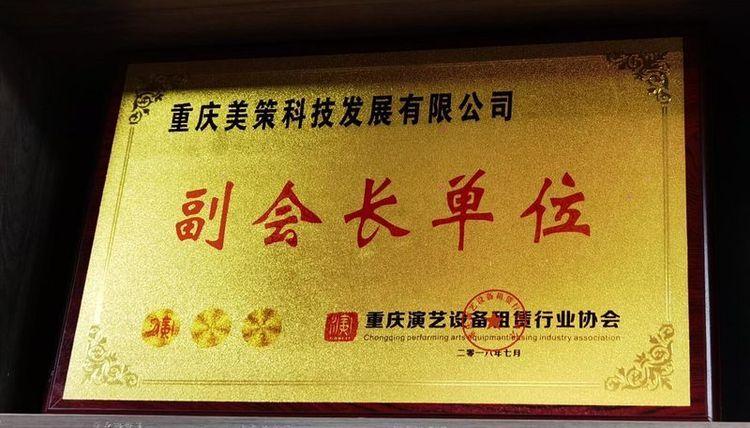 重庆美策科技发展有限公司
副会长单位
重庆演艺设备租赁行业协会
Chongqing performing arts equipment leasing industry association
二零一八年七月